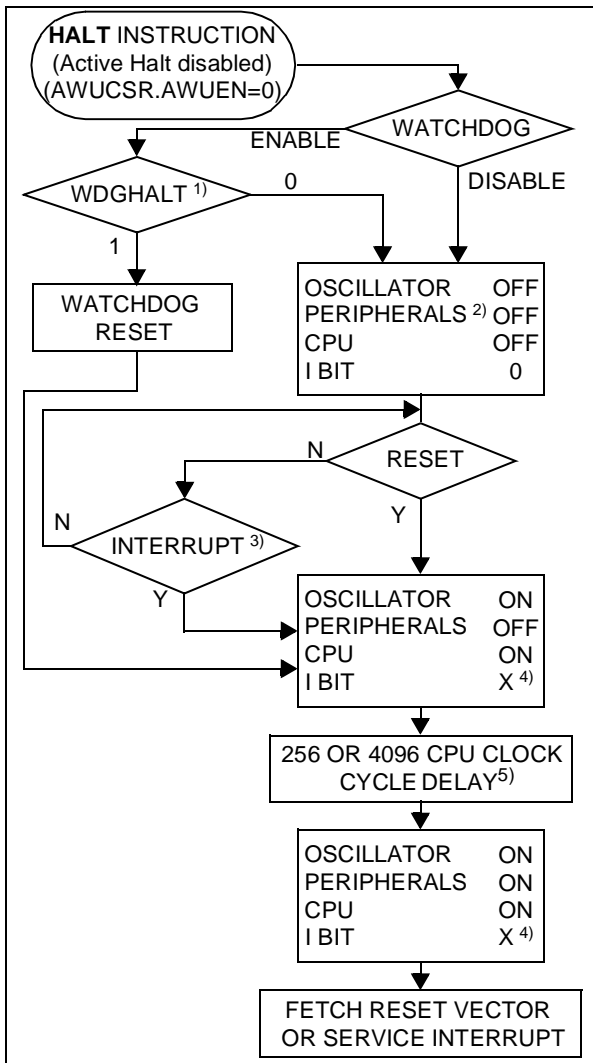 HALT INSTRUCTION
(Active Halt disabled)
(AWUCSR.AWUEN=0)
WATCHDOG
ENABLE
DISABLE
WDGHALT 1)
0
1
WATCHDOG
RESET
OSCILLATOR OFF
PERIPHERALS 2) OFF
CPU OFF
I BIT 0
RESET
N
Y
INTERRUPT 3)
N
Y
OSCILLATOR ON
PERIPHERALS OFF
CPU ON
I BIT X 4)
256 OR 4096 CPU CLOCK
CYCLE DELAY5)
OSCILLATOR ON
PERIPHERALS ON
CPU ON
I BIT X 4)
FETCH RESET VECTOR
OR SERVICE INTERRUPT